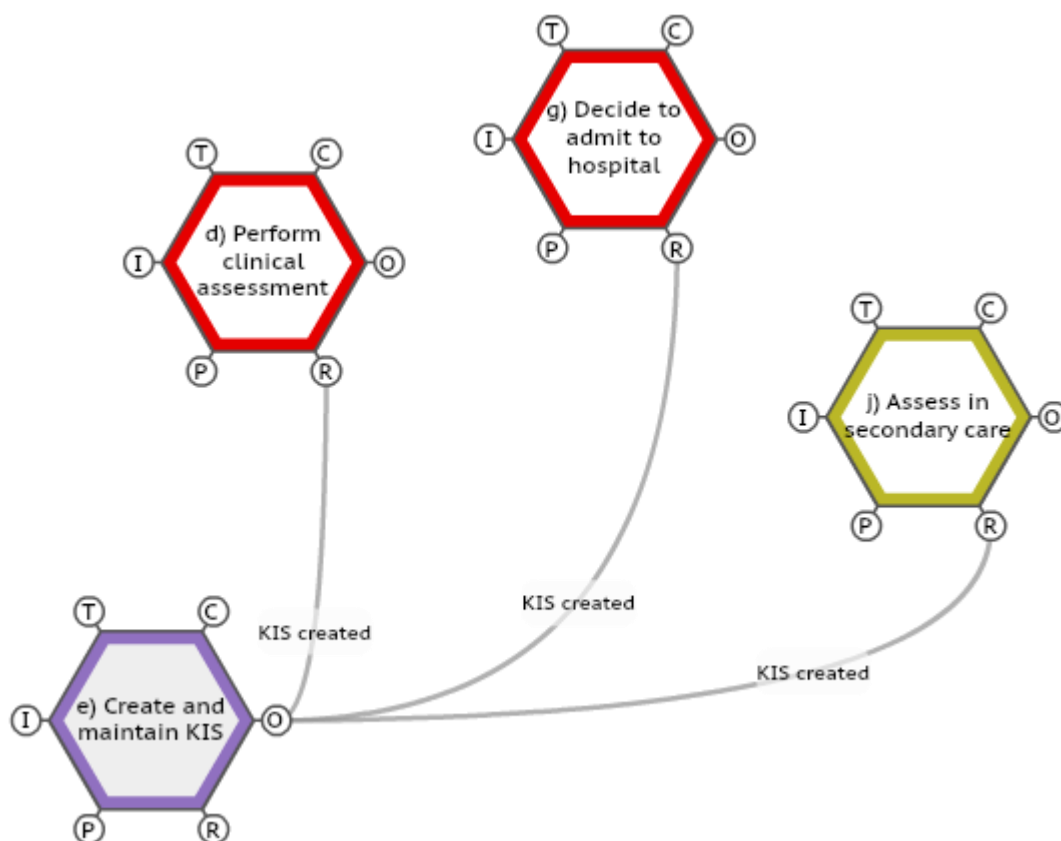 T
C
g) Decide to
admit to
hospital
I
O
P
R
T
C
d) Perform
clinical
assessment
I
O
P
R
T
C
j) Assess in
secondary care
I
O
P
R
KIS created
KIS created
KIS created
T
C
e) Create and
maintain KIS
I
O
P
R